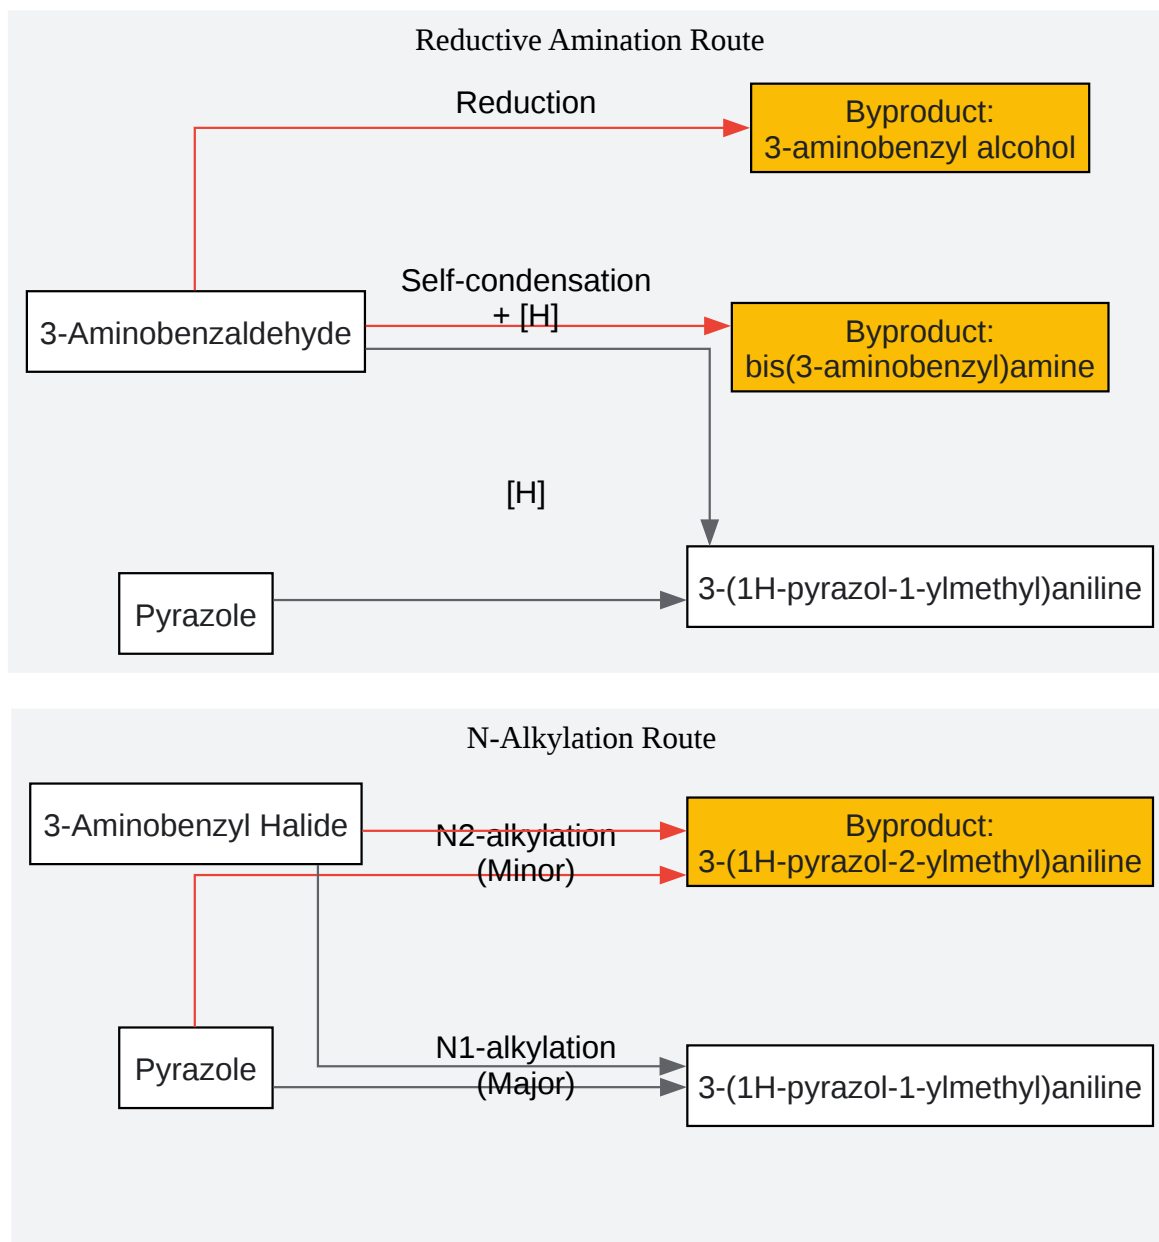 Reductive Amination Route
Reduction
Byproduct:
3-aminobenzyl alcohol
Self-condensation
+ [H]
3-Aminobenzaldehyde
Byproduct:
bis(3-aminobenzyl)amine
[H]
Pyrazole
3-(1H-pyrazol-1-ylmethyl)aniline
N-Alkylation Route
3-Aminobenzyl Halide
N2-alkylation
(Minor)
Byproduct:
3-(1H-pyrazol-2-ylmethyl)aniline
Pyrazole
N1-alkylation
(Major)
3-(1H-pyrazol-1-ylmethyl)aniline